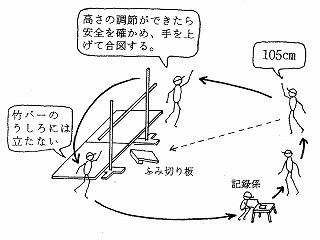 高さの調節ができたら
安全を確かめ、手を上
げて合図する。
105cm
竹バーの
うしろには
立たない
ふみ切り板
記録係